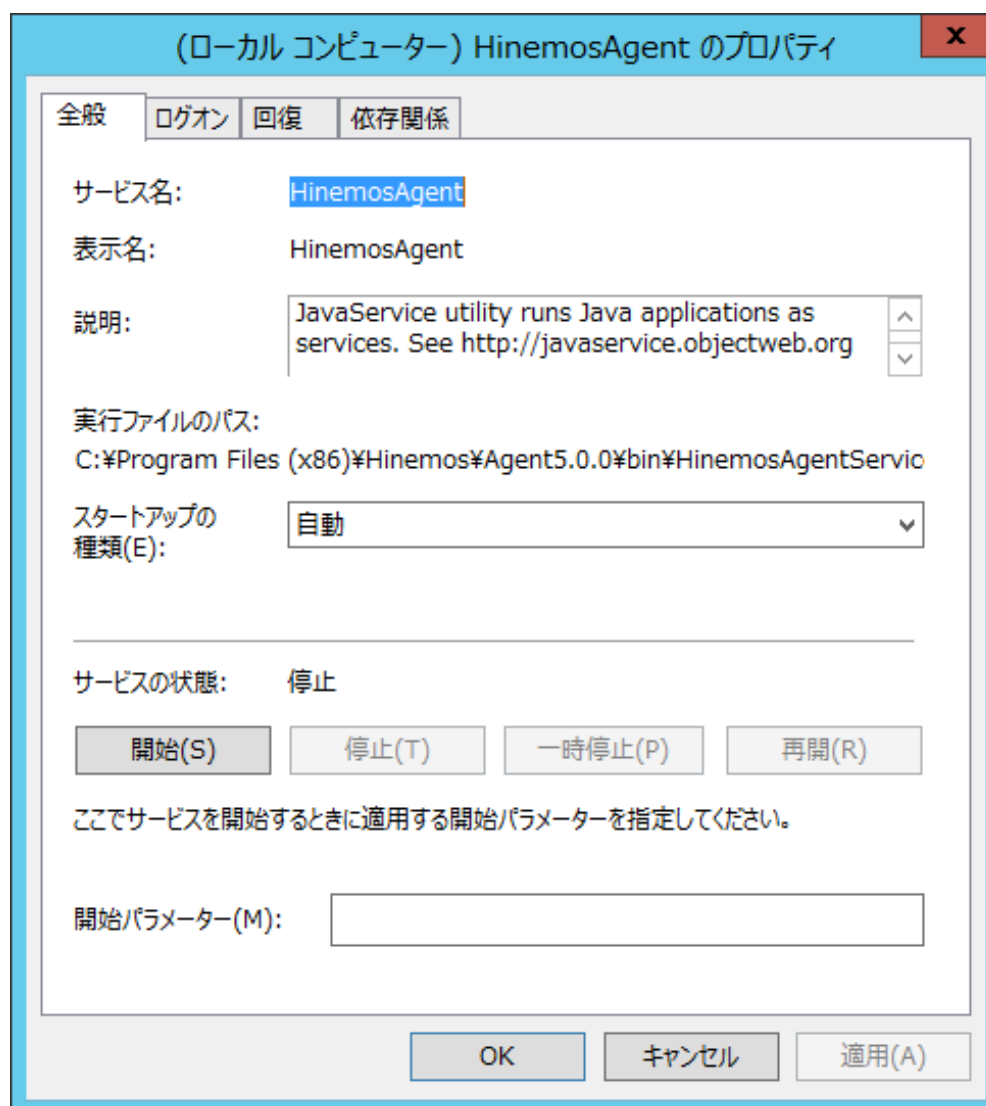 (ローカル コンピューター) HinemosAgent のプロパティ
x
全般 ログオン 回復 依存関係
サービス名: HinemosAgent
表示名: HinemosAgent
説明: JavaService utility runs Java applications as
services. See http://javaservice.objectweb.org
実行ファイルのパス:
C:¥Program Files (x86)¥Hinemos¥Agent5.0.0¥bin¥HinemosAgentServic
スタートアップの
種類(E): 自動
サービスの状態: 停止
開始(S) 停止(T) 一時停止(P) 再開(R)
ここでサービスを開始するときに適用する開始パラメーターを指定してください。
開始パラメーター(M):
OK キャンセル 適用(A)